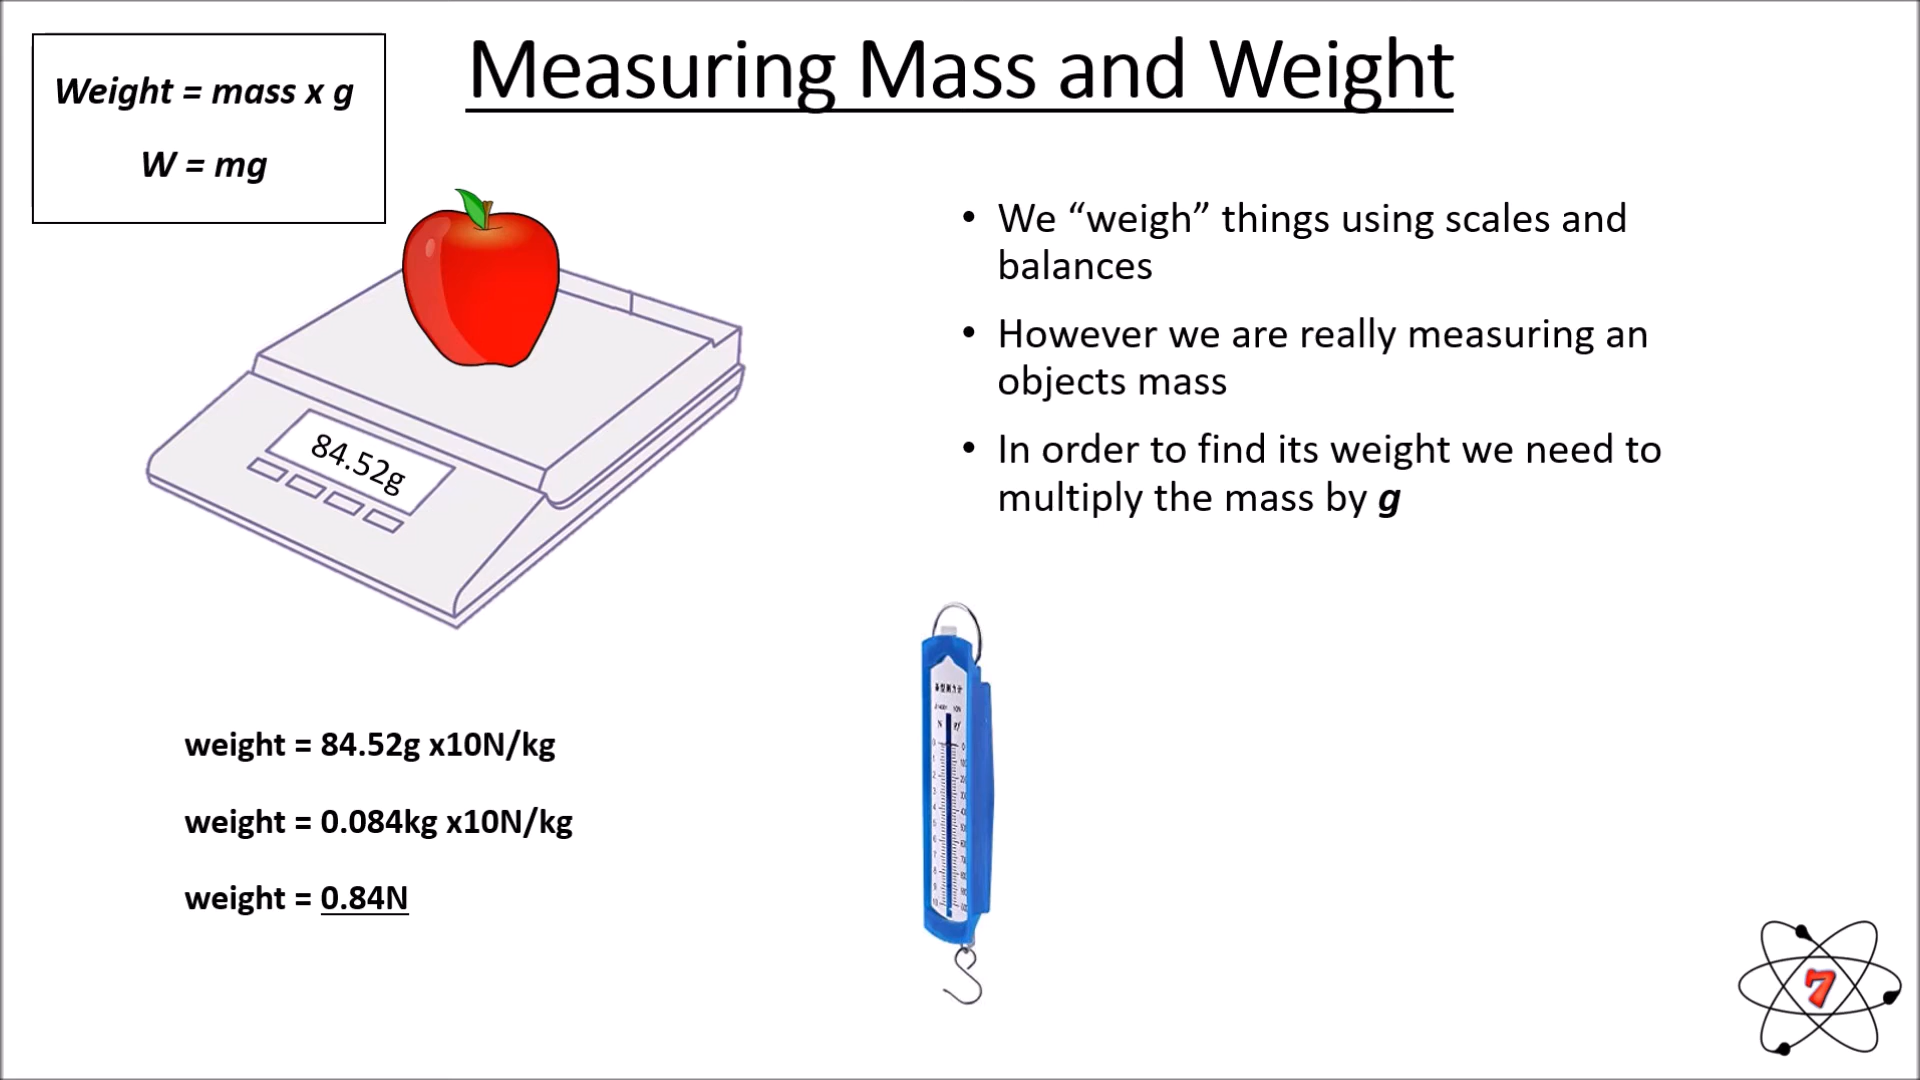 Measuring Mass and Weight
Weight = mass x g
W = mg
84.52g
• We “weigh” things using scales and
balances
• However we are really measuring an
objects mass
• In order to find its weight we need to
multiply the mass by g
weight = 84.52g x10N/kg
weight = 0.084kg x10N/kg
weight = 0.84N
N
7